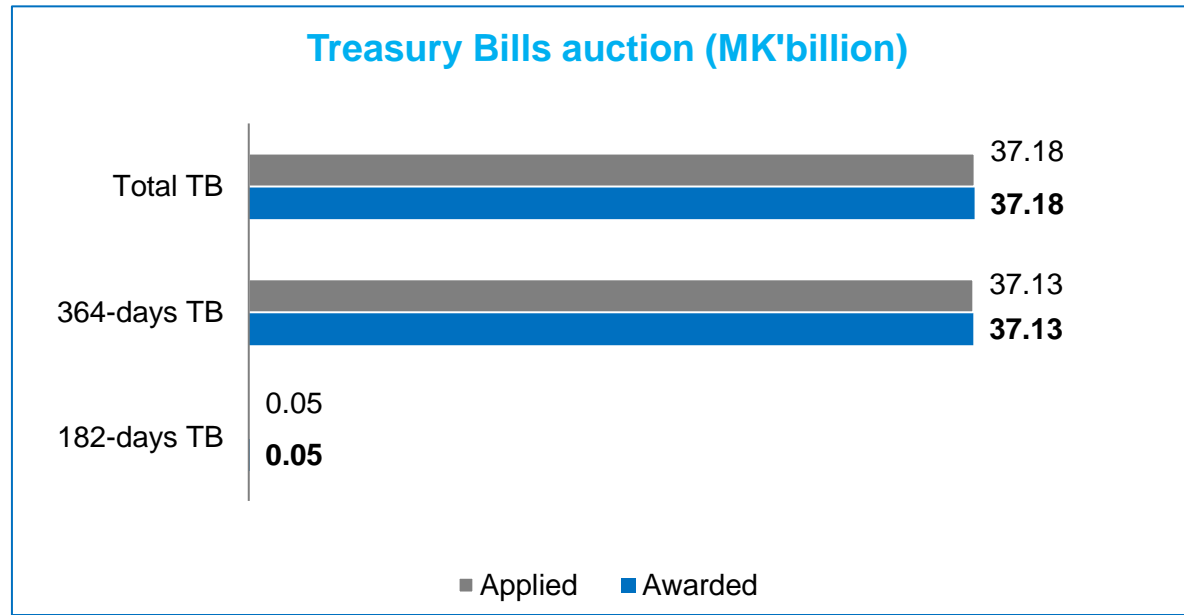 Treasury Bills auction (MK'billion)
Total TB
37.18
37.18
364-days TB
37.13
37.13
182-days TB
0.05
0.05
Applied
Awarded